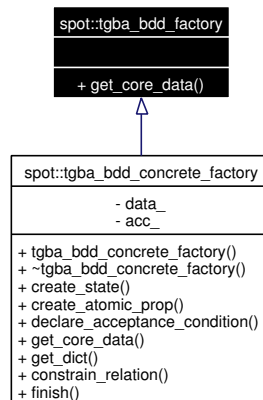 spot::tgba_bdd_factory
+ get_core_data()
spot::tgba_bdd_concrete_factory
- data_
- acc_
+ tgba_bdd_concrete_factory()
+ ~tgba_bdd_concrete_factory()
+ create_state()
+ create_atomic_prop()
+ declare_acceptance_condition()
+ get_core_data()
+ get_dict()
+ constrain_relation()
+ finish()